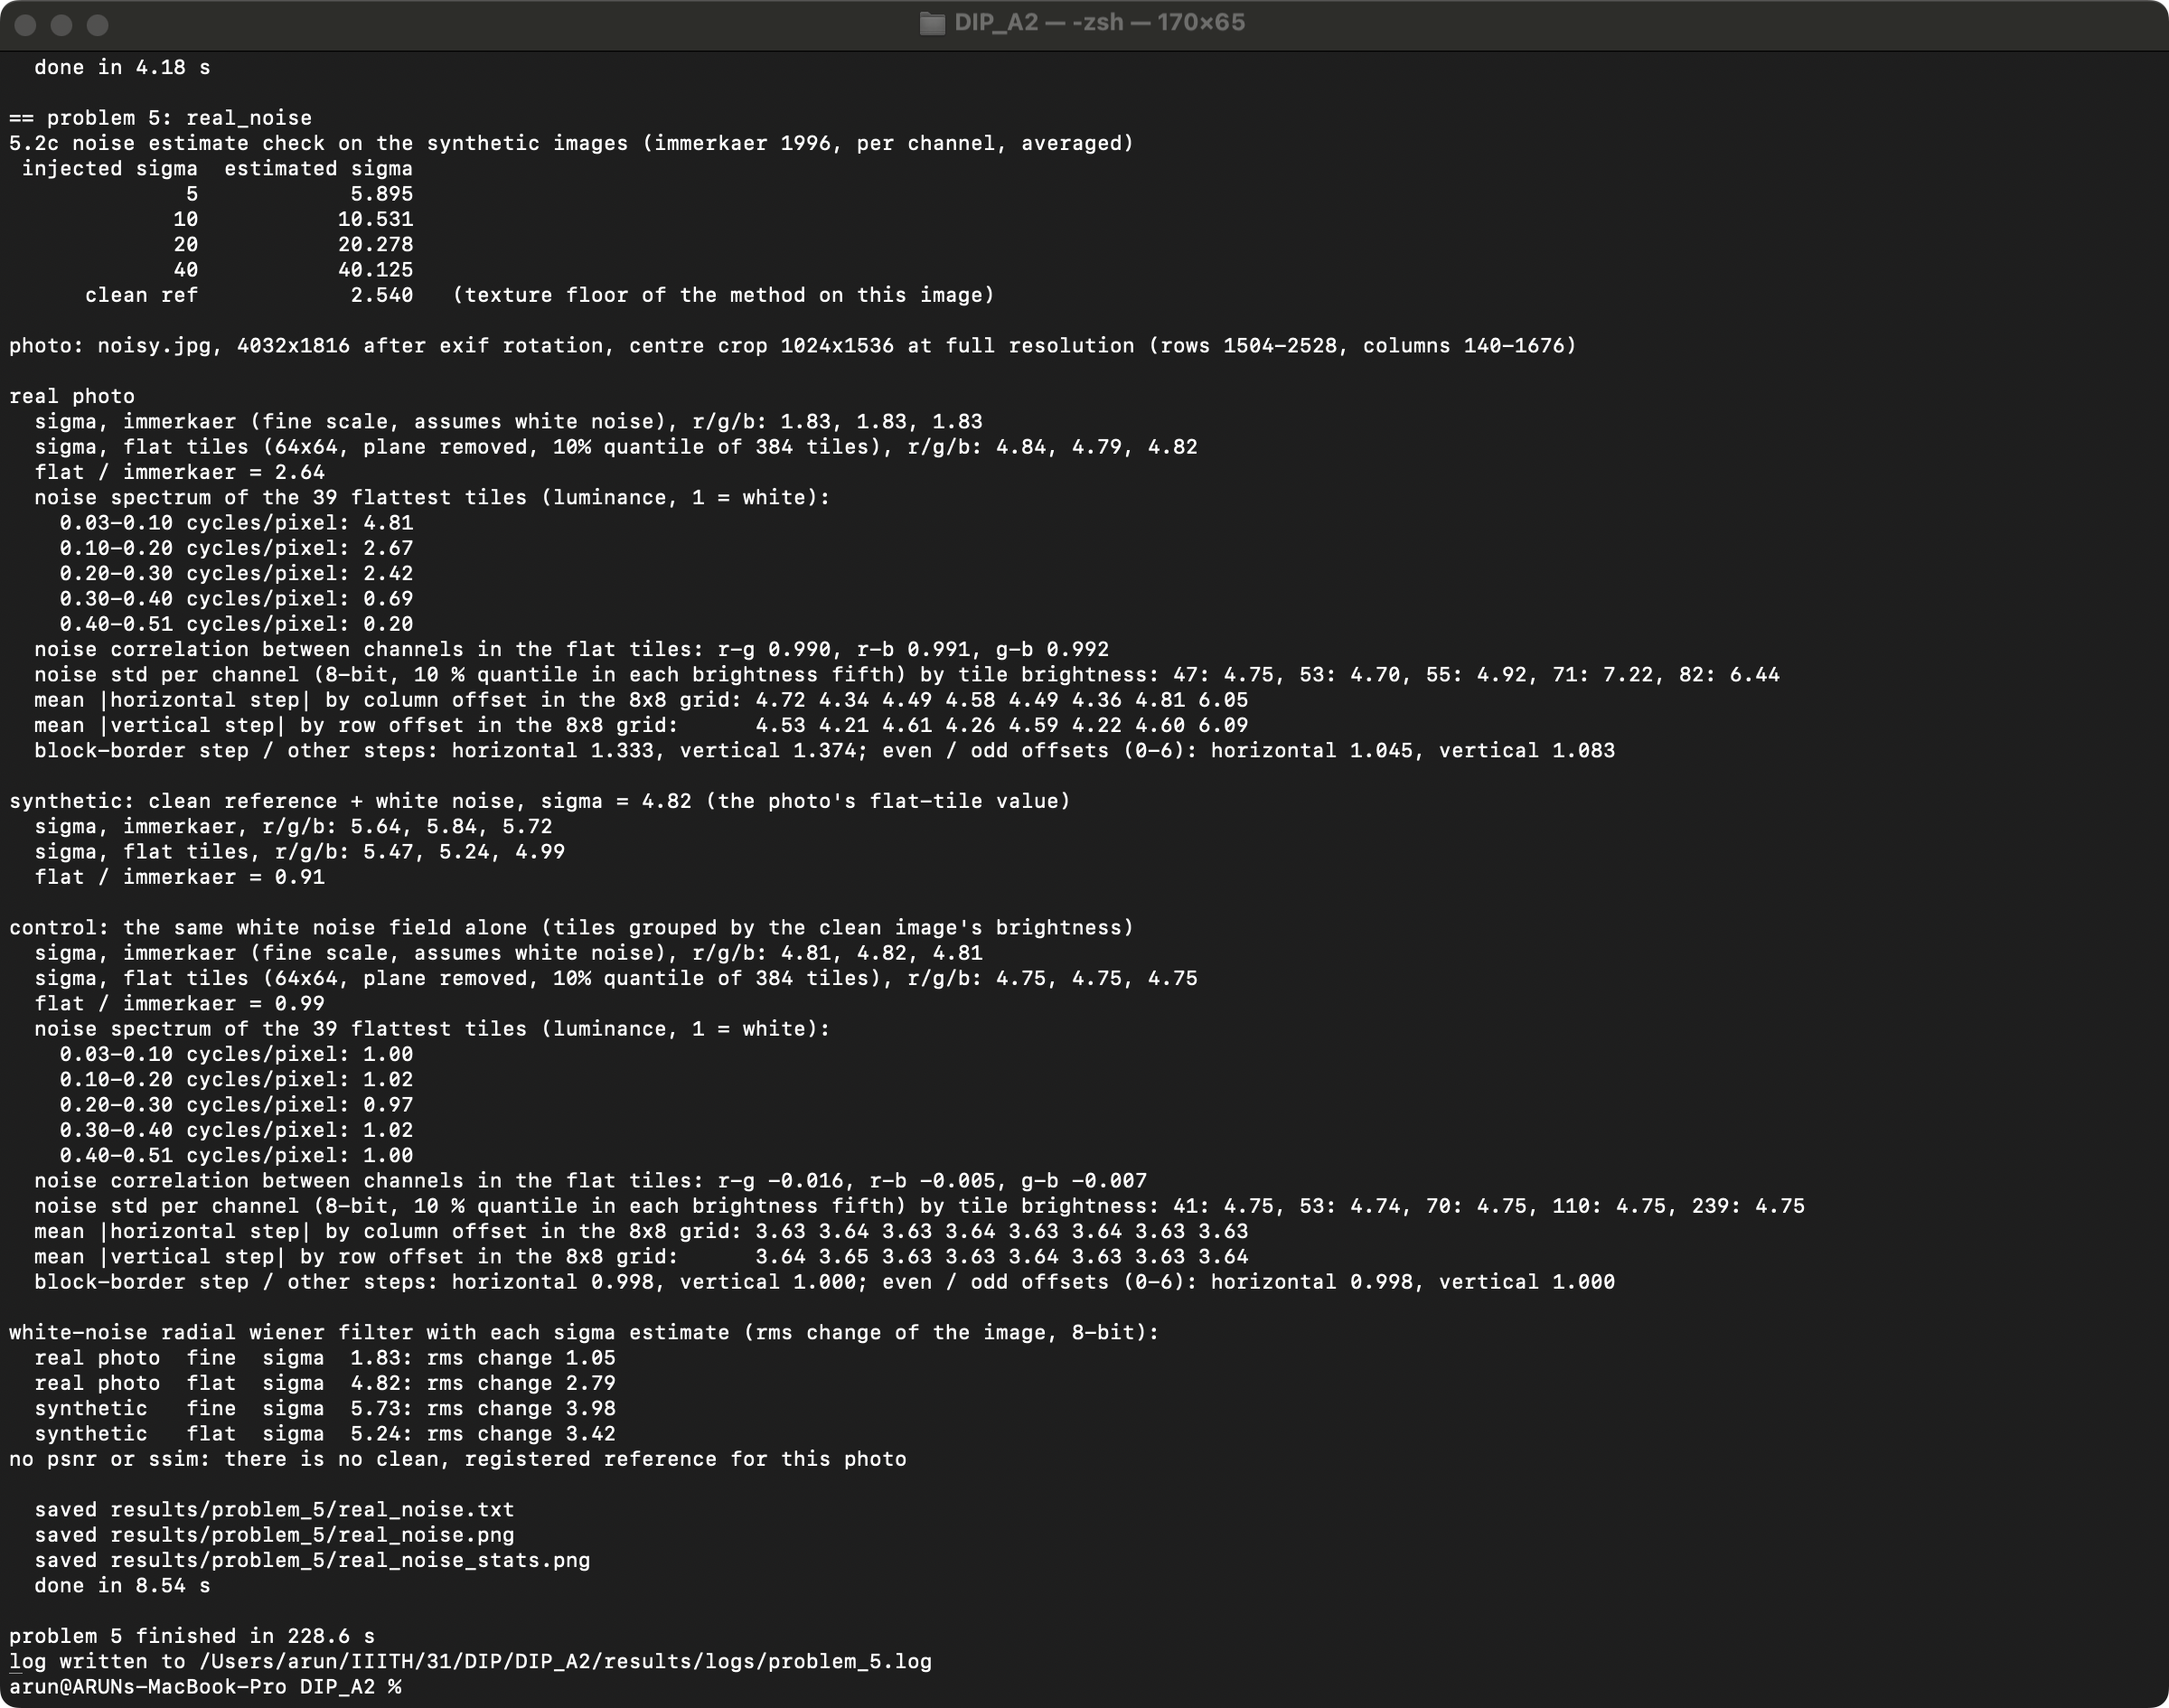 DIP_A2 — -zsh — 170×65
done in 4.18 s
== problem 5: real_noise
5.2c noise estimate check on the synthetic images (immerkaer 1996, per channel, averaged)
injected sigma  estimated sigma
5            5.895
10           10.531
20           20.278
40           40.125
clean ref            2.540   (texture floor of the method on this image)
photo: noisy.jpg, 4032x1816 after exif rotation, centre crop 1024x1536 at full resolution (rows 1504-2528, columns 140-1676)
real photo
sigma, immerkaer (fine scale, assumes white noise), r/g/b: 1.83, 1.83, 1.83
sigma, flat tiles (64x64, plane removed, 10% quantile of 384 tiles), r/g/b: 4.84, 4.79, 4.82
flat / immerkaer = 2.64
noise spectrum of the 39 flattest tiles (luminance, 1 = white):
0.03-0.10 cycles/pixel: 4.81
0.10-0.20 cycles/pixel: 2.67
0.20-0.30 cycles/pixel: 2.42
0.30-0.40 cycles/pixel: 0.69
0.40-0.51 cycles/pixel: 0.20
noise correlation between channels in the flat tiles: r-g 0.990, r-b 0.991, g-b 0.992
noise std per channel (8-bit, 10 % quantile in each brightness fifth) by tile brightness: 47: 4.75, 53: 4.70, 55: 4.92, 71: 7.22, 82: 6.44
mean |horizontal step| by column offset in the 8x8 grid: 4.72 4.34 4.49 4.58 4.49 4.36 4.81 6.05
mean |vertical step| by row offset in the 8x8 grid:      4.53 4.21 4.61 4.26 4.59 4.22 4.60 6.09
block-border step / other steps: horizontal 1.333, vertical 1.374; even / odd offsets (0-6): horizontal 1.045, vertical 1.083
synthetic: clean reference + white noise, sigma = 4.82 (the photo's flat-tile value)
sigma, immerkaer, r/g/b: 5.64, 5.84, 5.72
sigma, flat tiles, r/g/b: 5.47, 5.24, 4.99
flat / immerkaer = 0.91
control: the same white noise field alone (tiles grouped by the clean image's brightness)
sigma, immerkaer (fine scale, assumes white noise), r/g/b: 4.81, 4.82, 4.81
sigma, flat tiles (64x64, plane removed, 10% quantile of 384 tiles), r/g/b: 4.75, 4.75, 4.75
flat / immerkaer = 0.99
noise spectrum of the 39 flattest tiles (luminance, 1 = white):
0.03-0.10 cycles/pixel: 1.00
0.10-0.20 cycles/pixel: 1.02
0.20-0.30 cycles/pixel: 0.97
0.30-0.40 cycles/pixel: 1.02
0.40-0.51 cycles/pixel: 1.00
noise correlation between channels in the flat tiles: r-g -0.016, r-b -0.005, g-b -0.007
noise std per channel (8-bit, 10 % quantile in each brightness fifth) by tile brightness: 41: 4.75, 53: 4.74, 70: 4.75, 110: 4.75, 239: 4.75
mean |horizontal step| by column offset in the 8x8 grid: 3.63 3.64 3.63 3.64 3.63 3.64 3.63 3.63
mean |vertical step| by row offset in the 8x8 grid:      3.64 3.65 3.63 3.63 3.64 3.63 3.63 3.64
block-border step / other steps: horizontal 0.998, vertical 1.000; even / odd offsets (0-6): horizontal 0.998, vertical 1.000
white-noise radial wiener filter with each sigma estimate (rms change of the image, 8-bit):
real photo  fine  sigma  1.83: rms change 1.05
real photo  flat  sigma  4.82: rms change 2.79
synthetic   fine  sigma  5.73: rms change 3.98
synthetic   flat  sigma  5.24: rms change 3.42
no psnr or ssim: there is no clean, registered reference for this photo
saved results/problem_5/real_noise.txt
saved results/problem_5/real_noise.png
saved results/problem_5/real_noise_stats.png
done in 8.54 s
problem 5 finished in 228.6 s
log written to /Users/arun/IIITH/31/DIP/DIP_A2/results/logs/problem_5.log
arun@ARUNs-MacBook-Pro DIP_A2 %